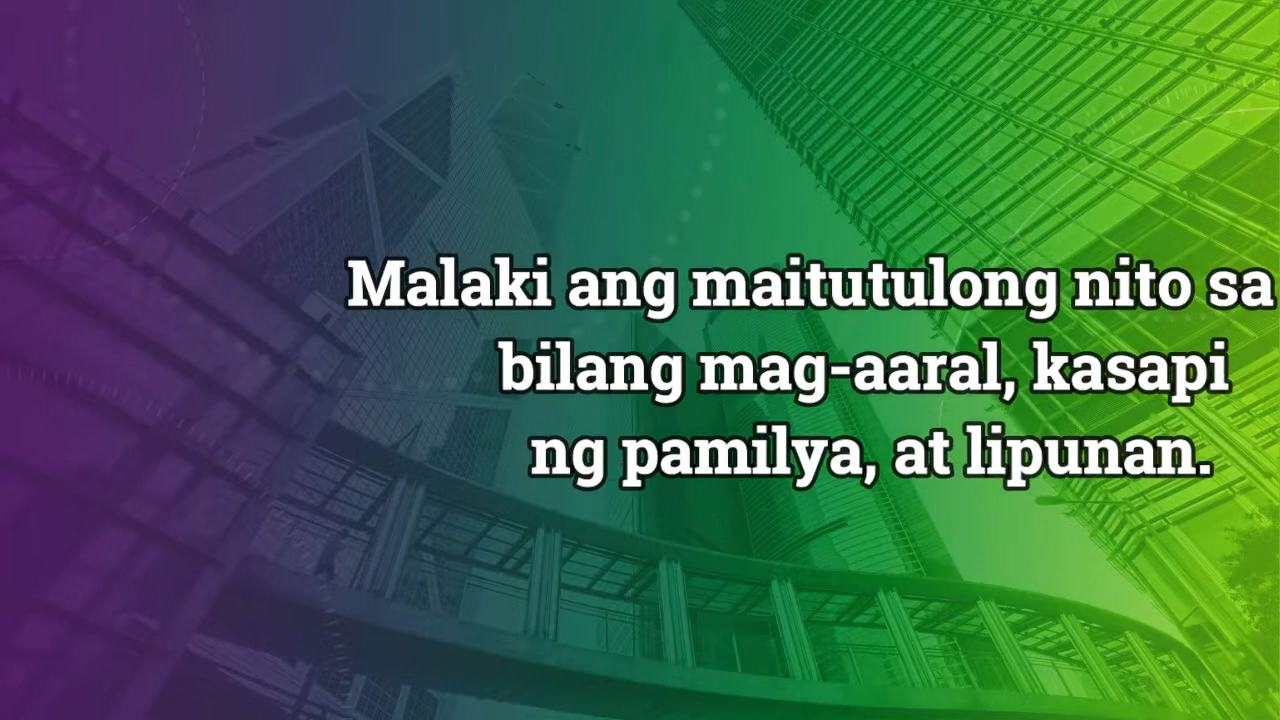 Malaki ang maitutulong nito sa
bilang mag-aaral, kasapi
ng pamilya, at lipunan.